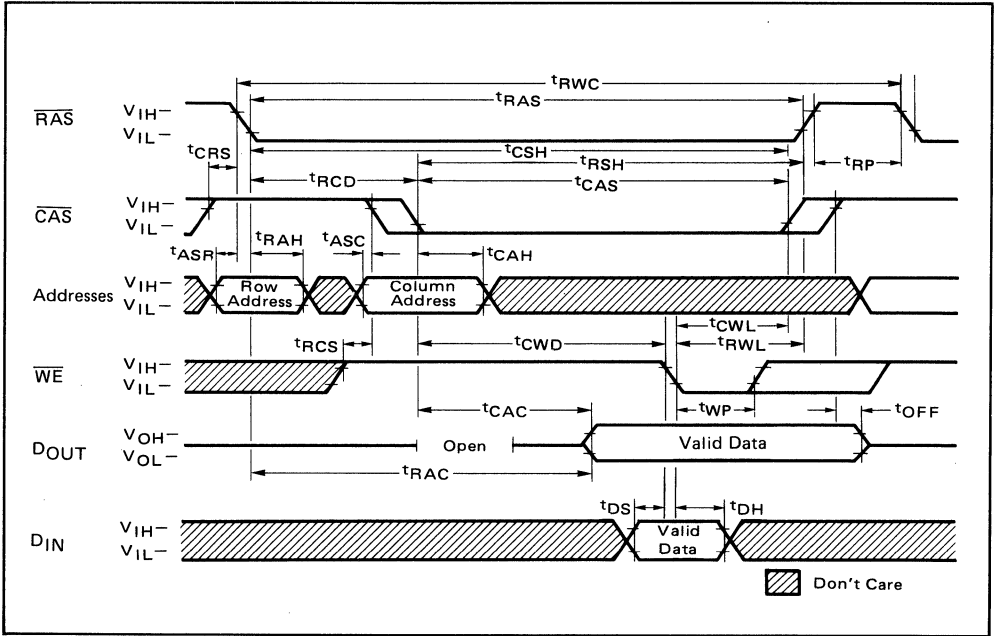 tRWC
tRAS
RAS
VIH–
VIL–
tCRS
tCSH
tRSH
tRP
tRCD
tCAS
CAS
VIH–
VIL–
tASR
tRAH
tASC
tCAH
Addresses
VIH–
VIL–
Row
Address
Column
Address
tCWL
tRCS
tCWD
tRWL
WE
VIH–
VIL–
tWP
tOFF
tCAC
DOUT
VOH–
VOL–
Open
Valid Data
tRAC
tDS
tDH
DIN
VIH–
VIL–
Valid
Data
Don't Care